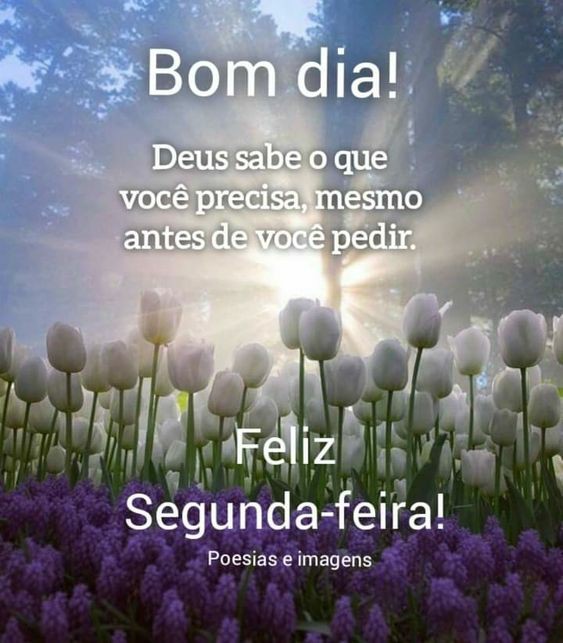 Bom dia!
Deus sabe o que
você precisa, mesmo
antes de você pedir.
Feliz
Segunda-feira!
Poesias e imagens